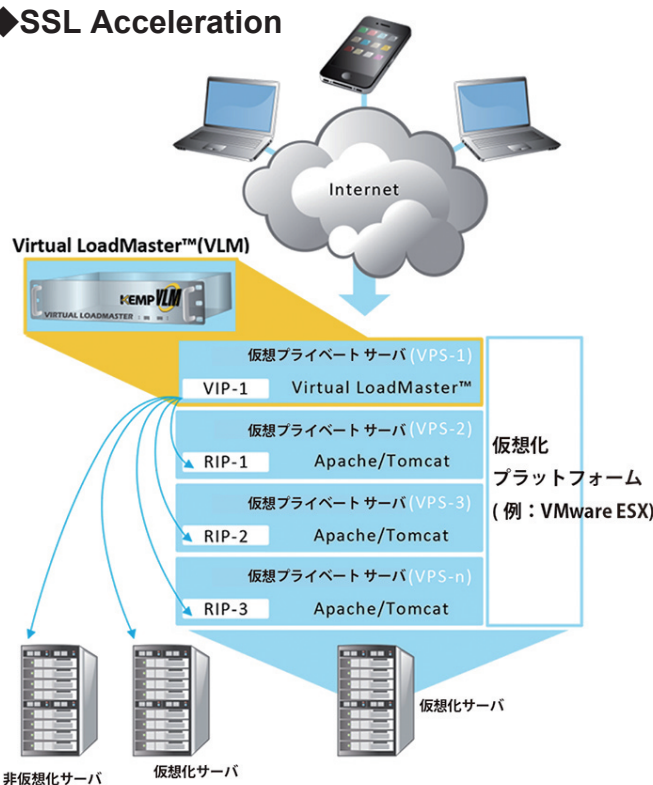 ◆SSL Acceleration
Internet
Virtual LoadMaster™(VLM)
KEMP VLM
VIRTUAL LOADMASTER
仮想プライベート サーバ(VPS-1)
VIP-1 Virtual LoadMaster™
仮想プライベート サーバ(VPS-2)
RIP-1 Apache/Tomcat
仮想プライベート サーバ(VPS-3)
RIP-2 Apache/Tomcat
仮想プライベート サーバ(VPS-n)
RIP-3 Apache/Tomcat
仮想化
プラットフォーム
(例：VMware ESX)
仮想化サーバ
非仮想化サーバ
仮想化サーバ